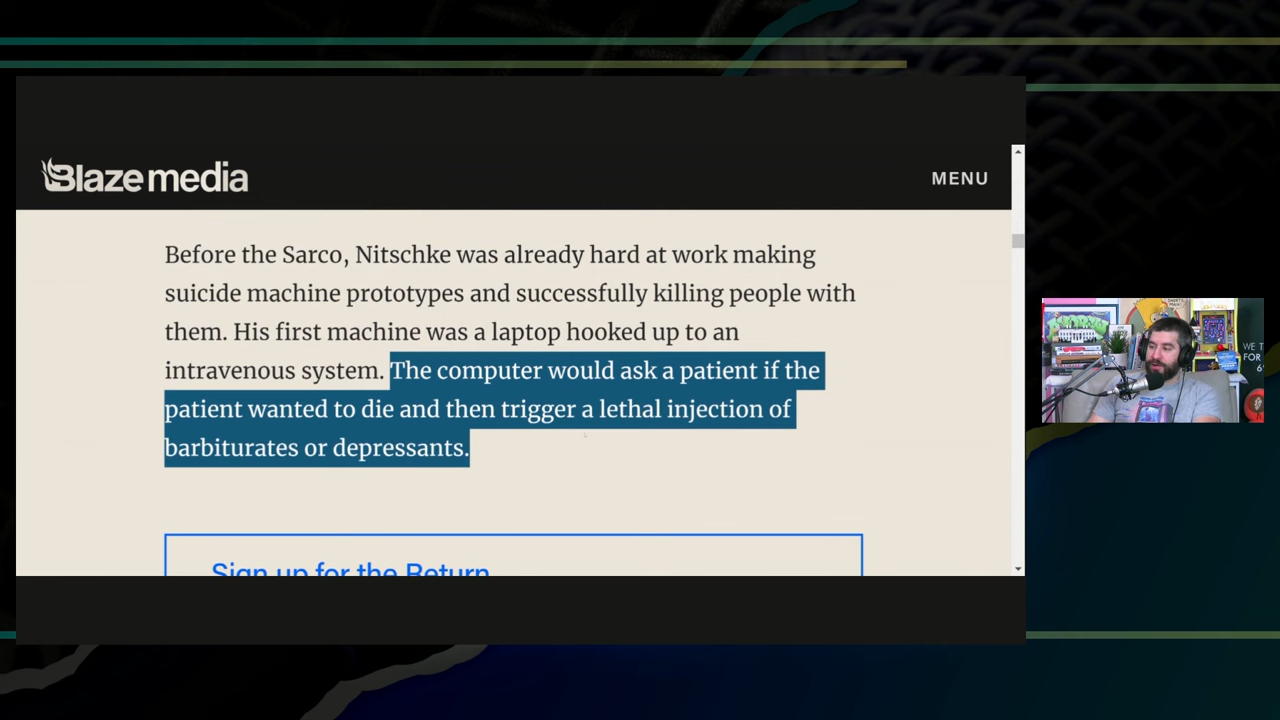 Blaze media
MENU
Before the Sarco, Nitschke was already hard at work making
suicide machine prototypes and successfully killing people with
them. His first machine was a laptop hooked up to an
intravenous system. The computer would ask a patient if the
patient wanted to die and then trigger a lethal injection of
barbiturates or depressants.
Sign up for the Return
WE T
FOR